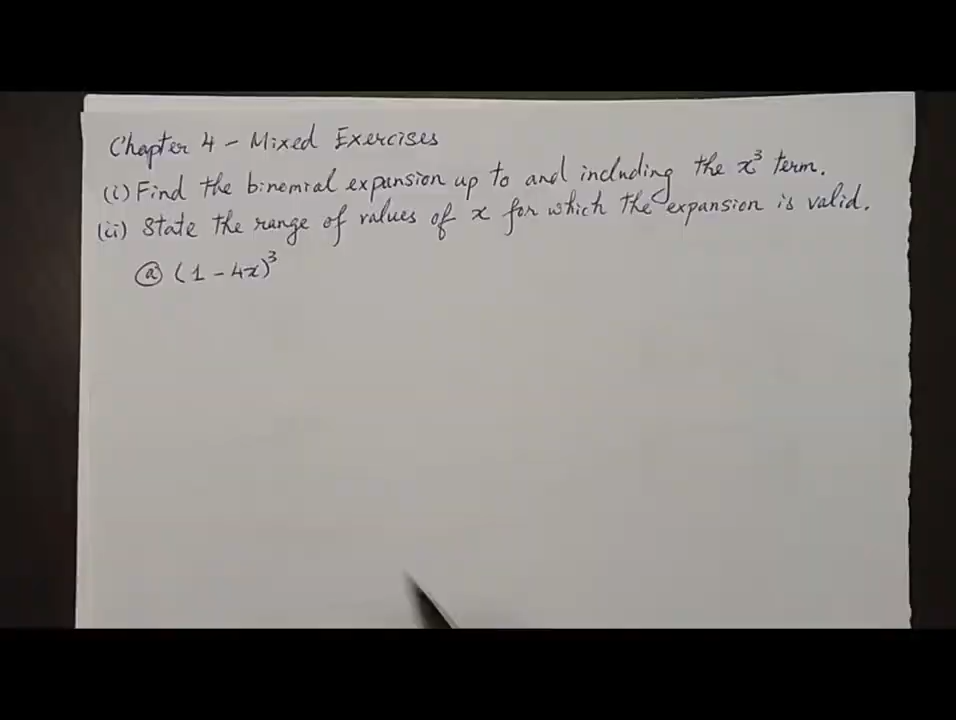 Chapter 4 - Mixed Exercises
(i) Find the binomial expansion up to and including the x³ term.
(ii) State the range of values of x for which the expansion is valid.
ⓐ (1 - 4x)³